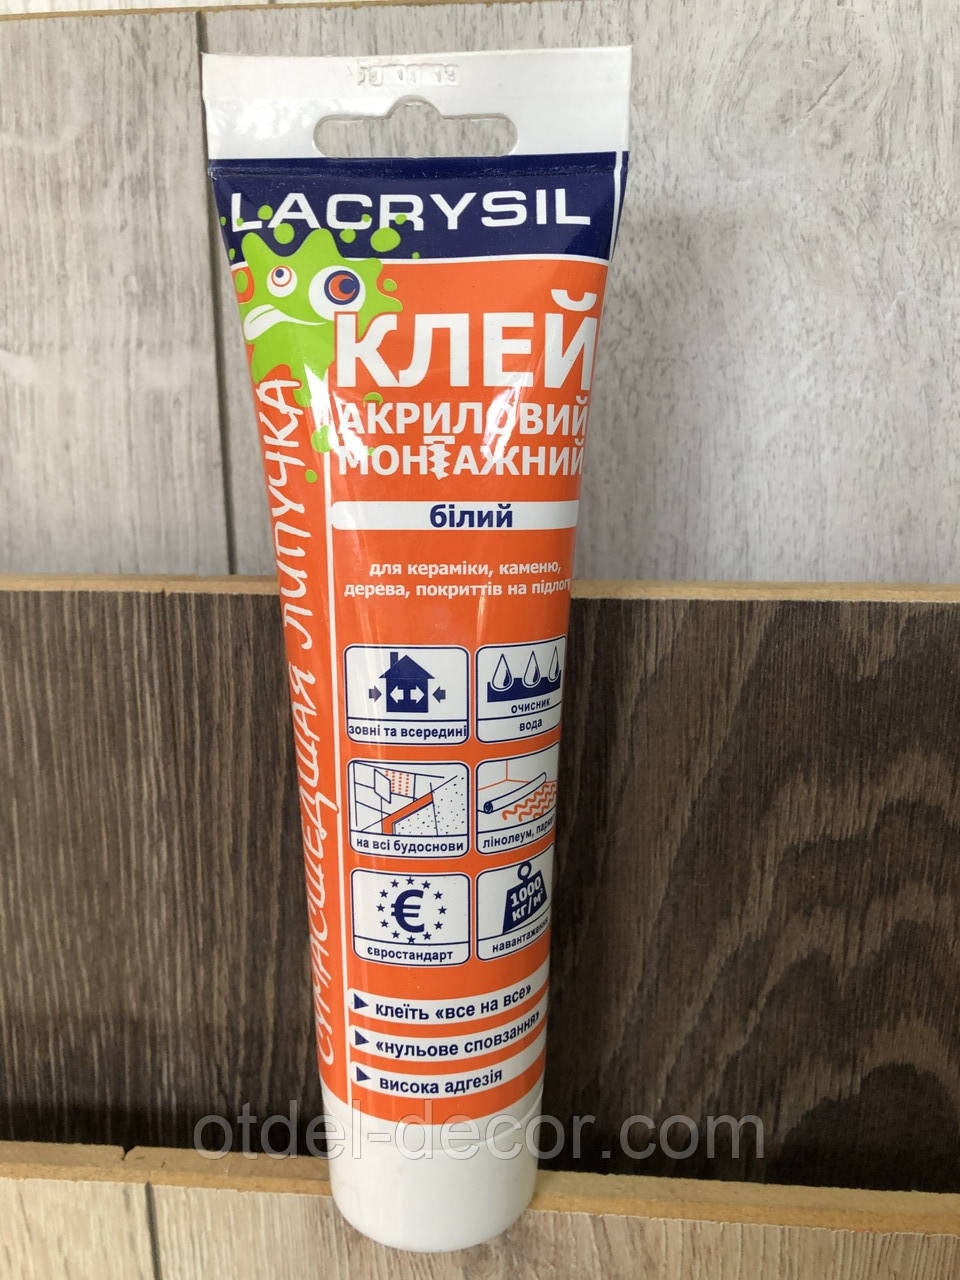 LACRYSIL
КЛЕЙ
АКРИЛОВИЙ
МОНТАЖНИЙ
білий
для кераміки, каменю,
дерева, покриттів на підлогу
СУМАСШЕДШАЯ ЛИПУЧКА
зовні та всередині
очисник
вода
на всі будоснови
лінолеум,
€
євростандарт
1000
КГ/М²
навантаження
клеїть «все на все»
«нульове сповзання»
висока адгезія
otdel-decor.com